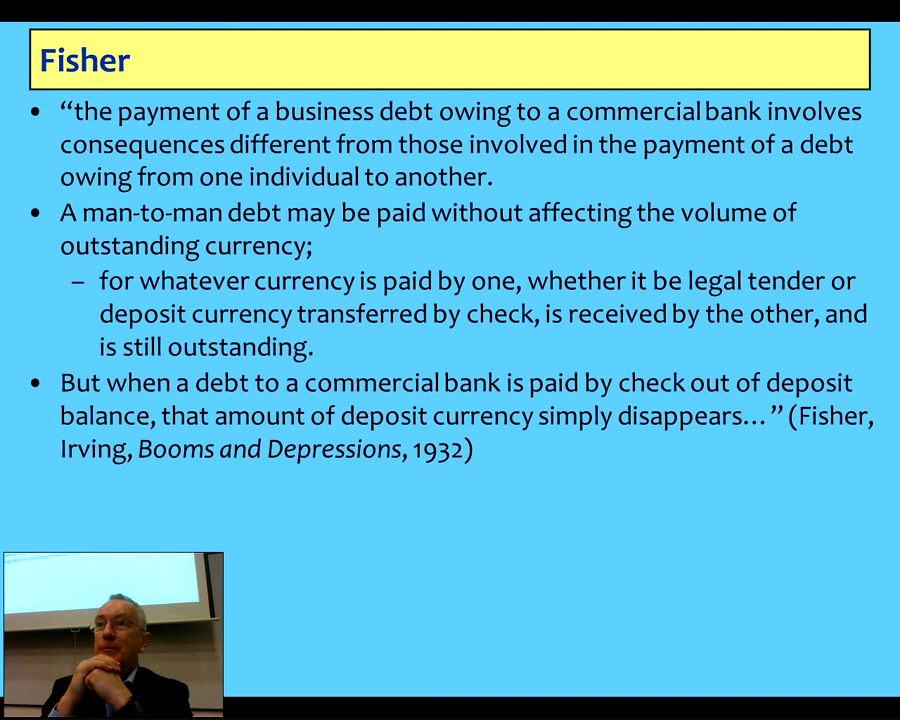 Fisher
• “the payment of a business debt owing to a commercial bank involves
consequences different from those involved in the payment of a debt
owing from one individual to another.
• A man-to-man debt may be paid without affecting the volume of
outstanding currency;
– for whatever currency is paid by one, whether it be legal tender or
deposit currency transferred by check, is received by the other, and
is still outstanding.
• But when a debt to a commercial bank is paid by check out of deposit
balance, that amount of deposit currency simply disappears…” (Fisher,
Irving, Booms and Depressions, 1932)